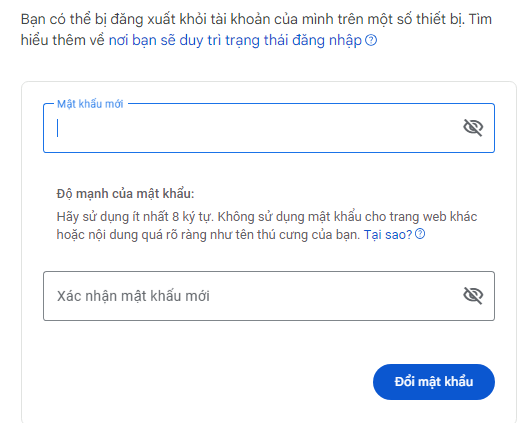 Bạn có thể bị đăng xuất khỏi tài khoản của mình trên một số thiết bị. Tìm
hiểu thêm về nơi bạn sẽ duy trì trạng thái đăng nhập
Mật khẩu mới
Độ mạnh của mật khẩu:
Hãy sử dụng ít nhất 8 ký tự. Không sử dụng mật khẩu cho trang web khác
hoặc nội dung quá rõ ràng như tên thú cưng của bạn. Tại sao?
Xác nhận mật khẩu mới
Đổi mật khẩu